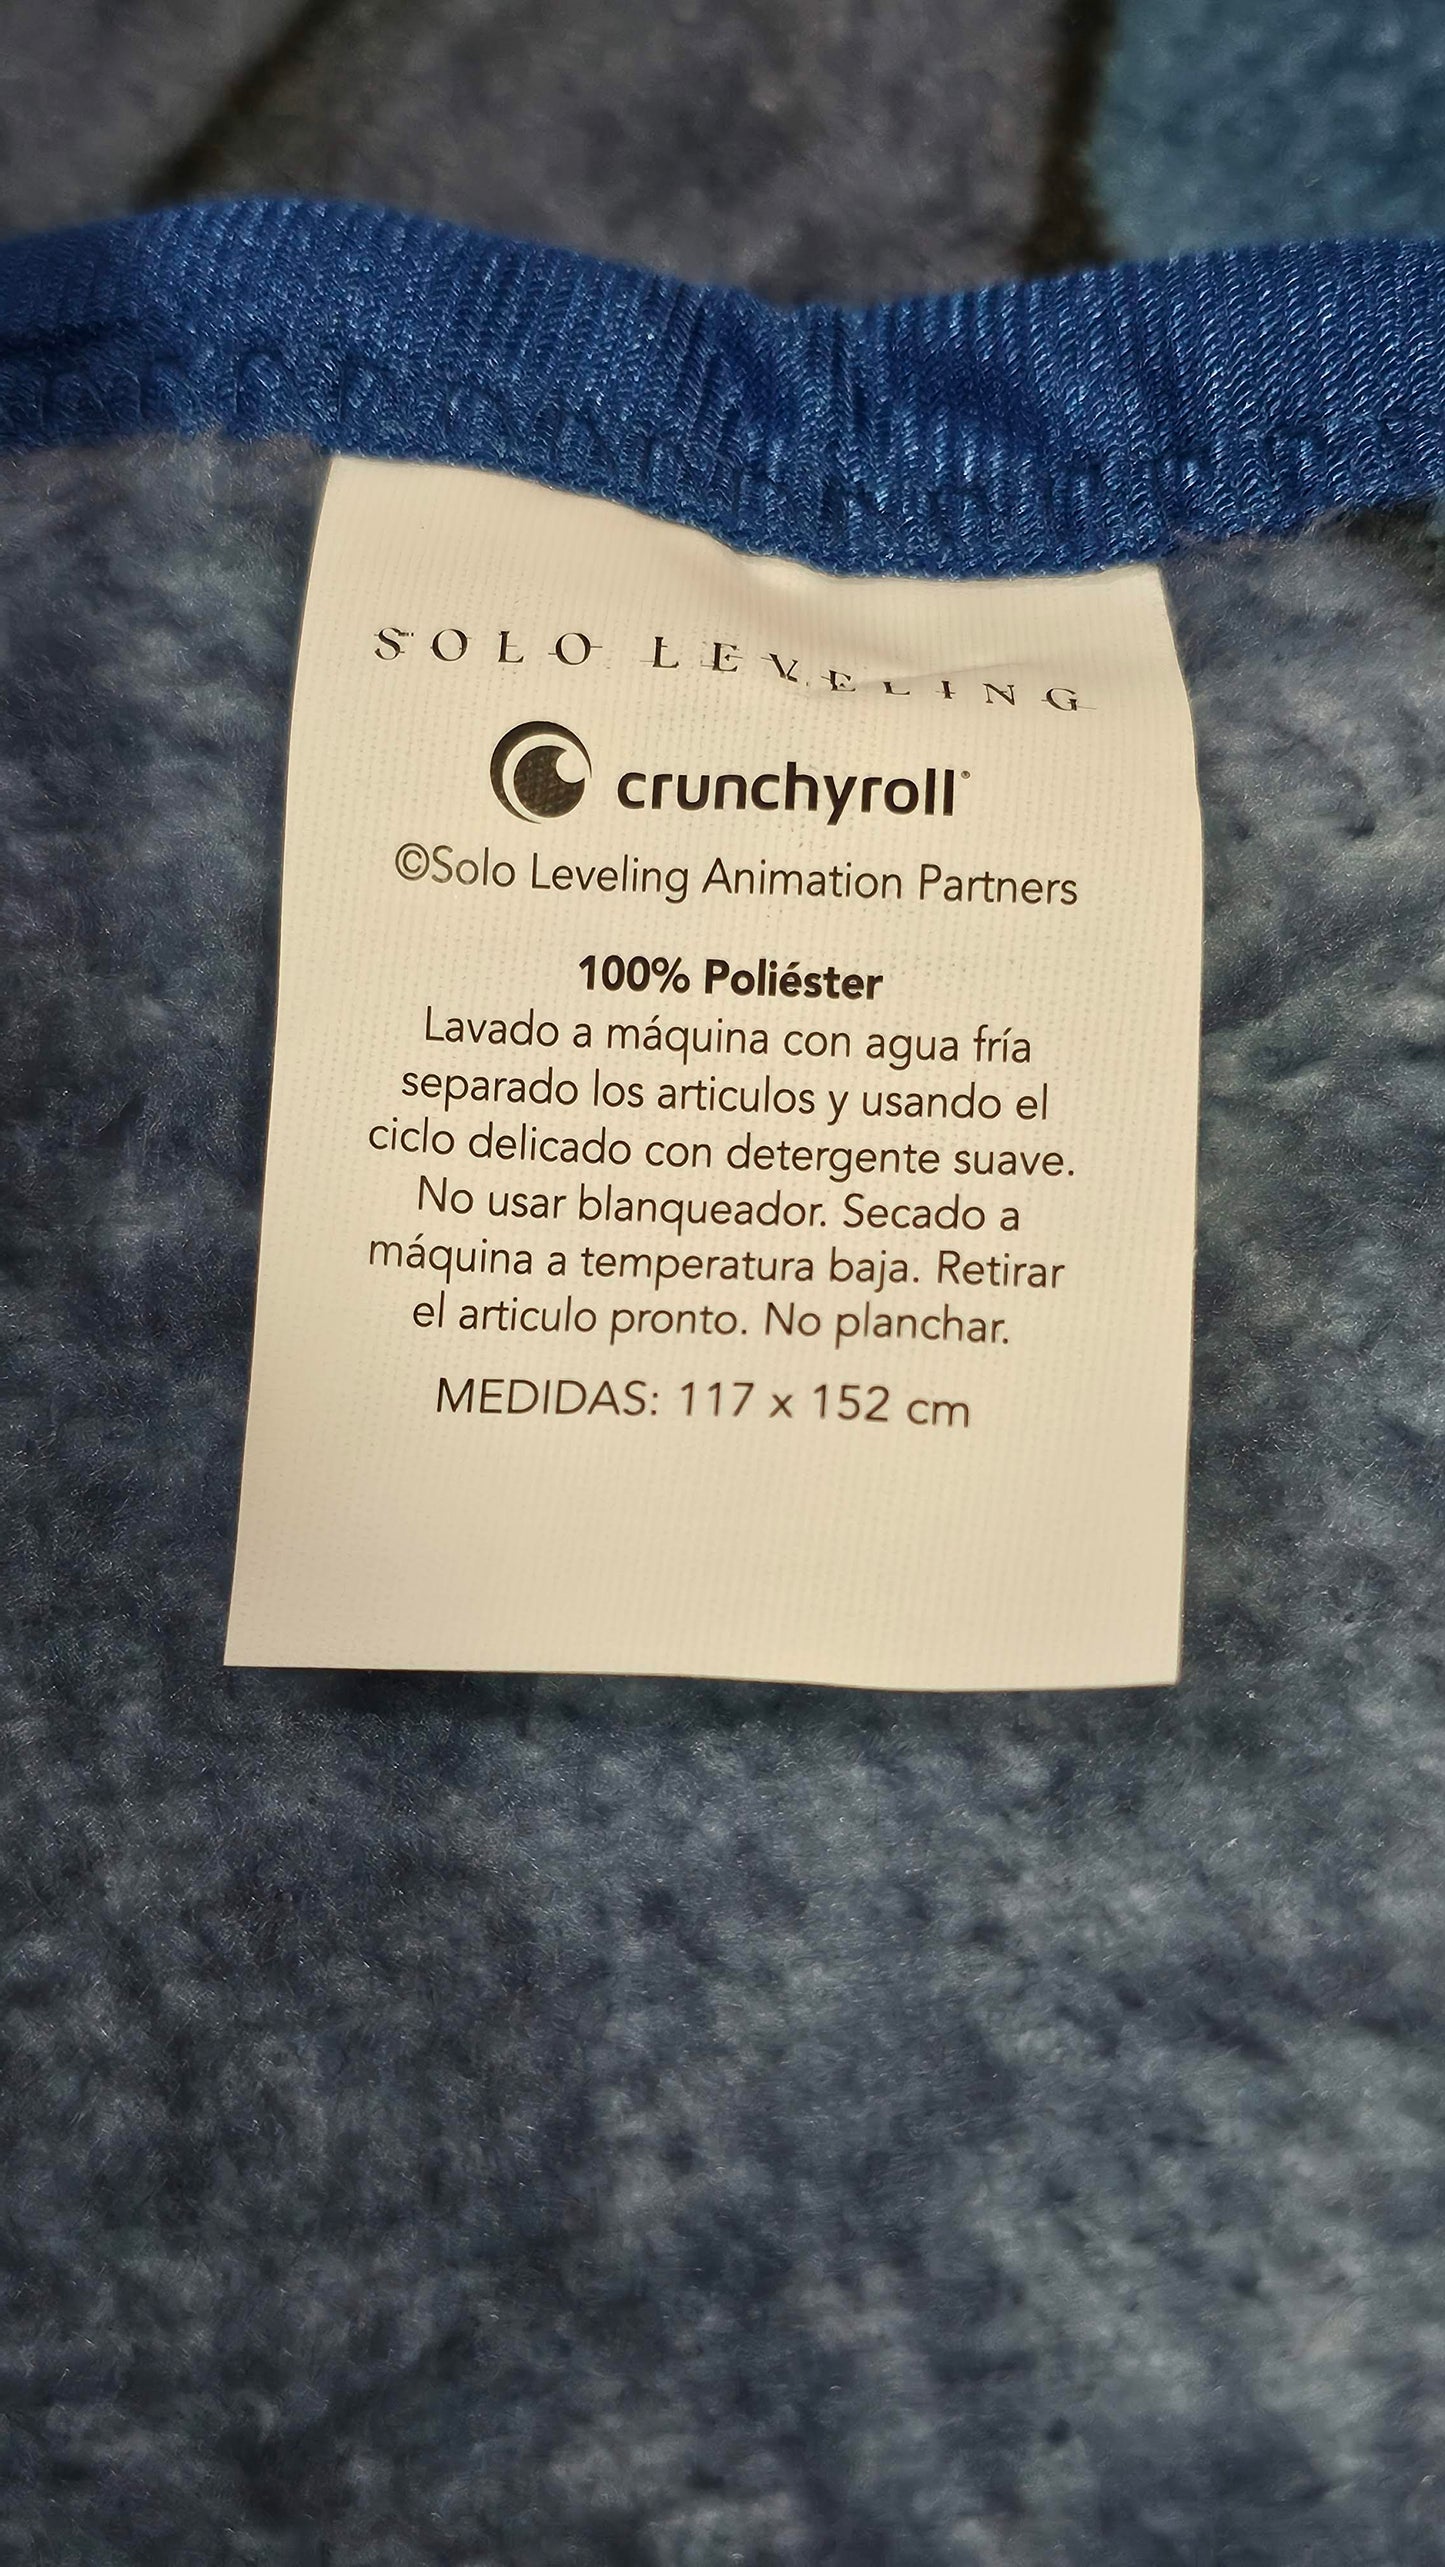 SOLO LEVELING
crunchyroll®
©Solo Leveling Animation Partners
100% Poliéster
Lavado a máquina con agua fría
separado los articulos y usando el
ciclo delicado con detergente suave.
No usar blanqueador. Secado a
máquina a temperatura baja. Retirar
el articulo pronto. No planchar.
MEDIDAS: 117 x 152 cm